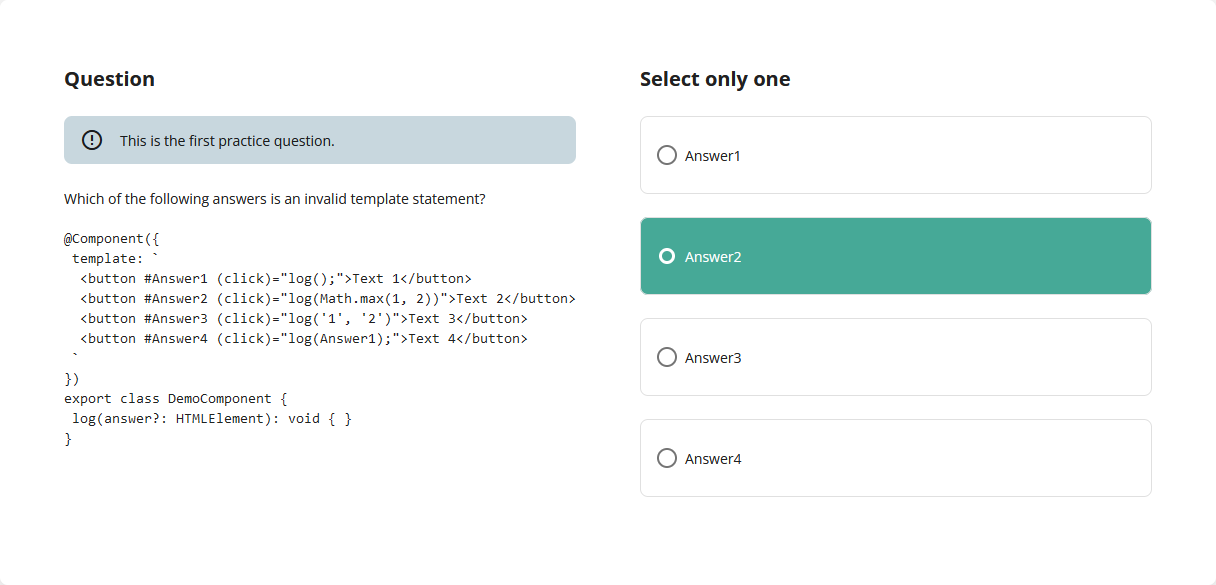 Question
This is the first practice question.
Which of the following answers is an invalid template statement?
@Component({
 template: `
  <button #Answer1 (click)="log();">Text 1</button>
  <button #Answer2 (click)="log(Math.max(1, 2))">Text 2</button>
  <button #Answer3 (click)="log('1', '2')">Text 3</button>
  <button #Answer4 (click)="log(Answer1);">Text 4</button>
 `
})
export class DemoComponent {
 log(answer?: HTMLElement): void { }
}
Select only one
Answer1
Answer2
Answer3
Answer4